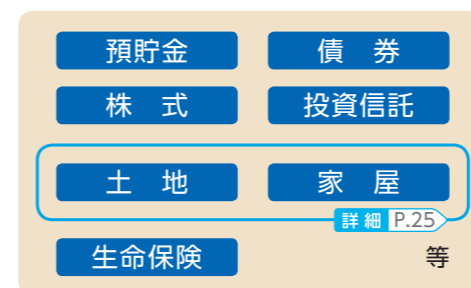 預貯金 債　券
株　式 投資信託
土　地 家　屋
詳細 P.25
生命保険 等